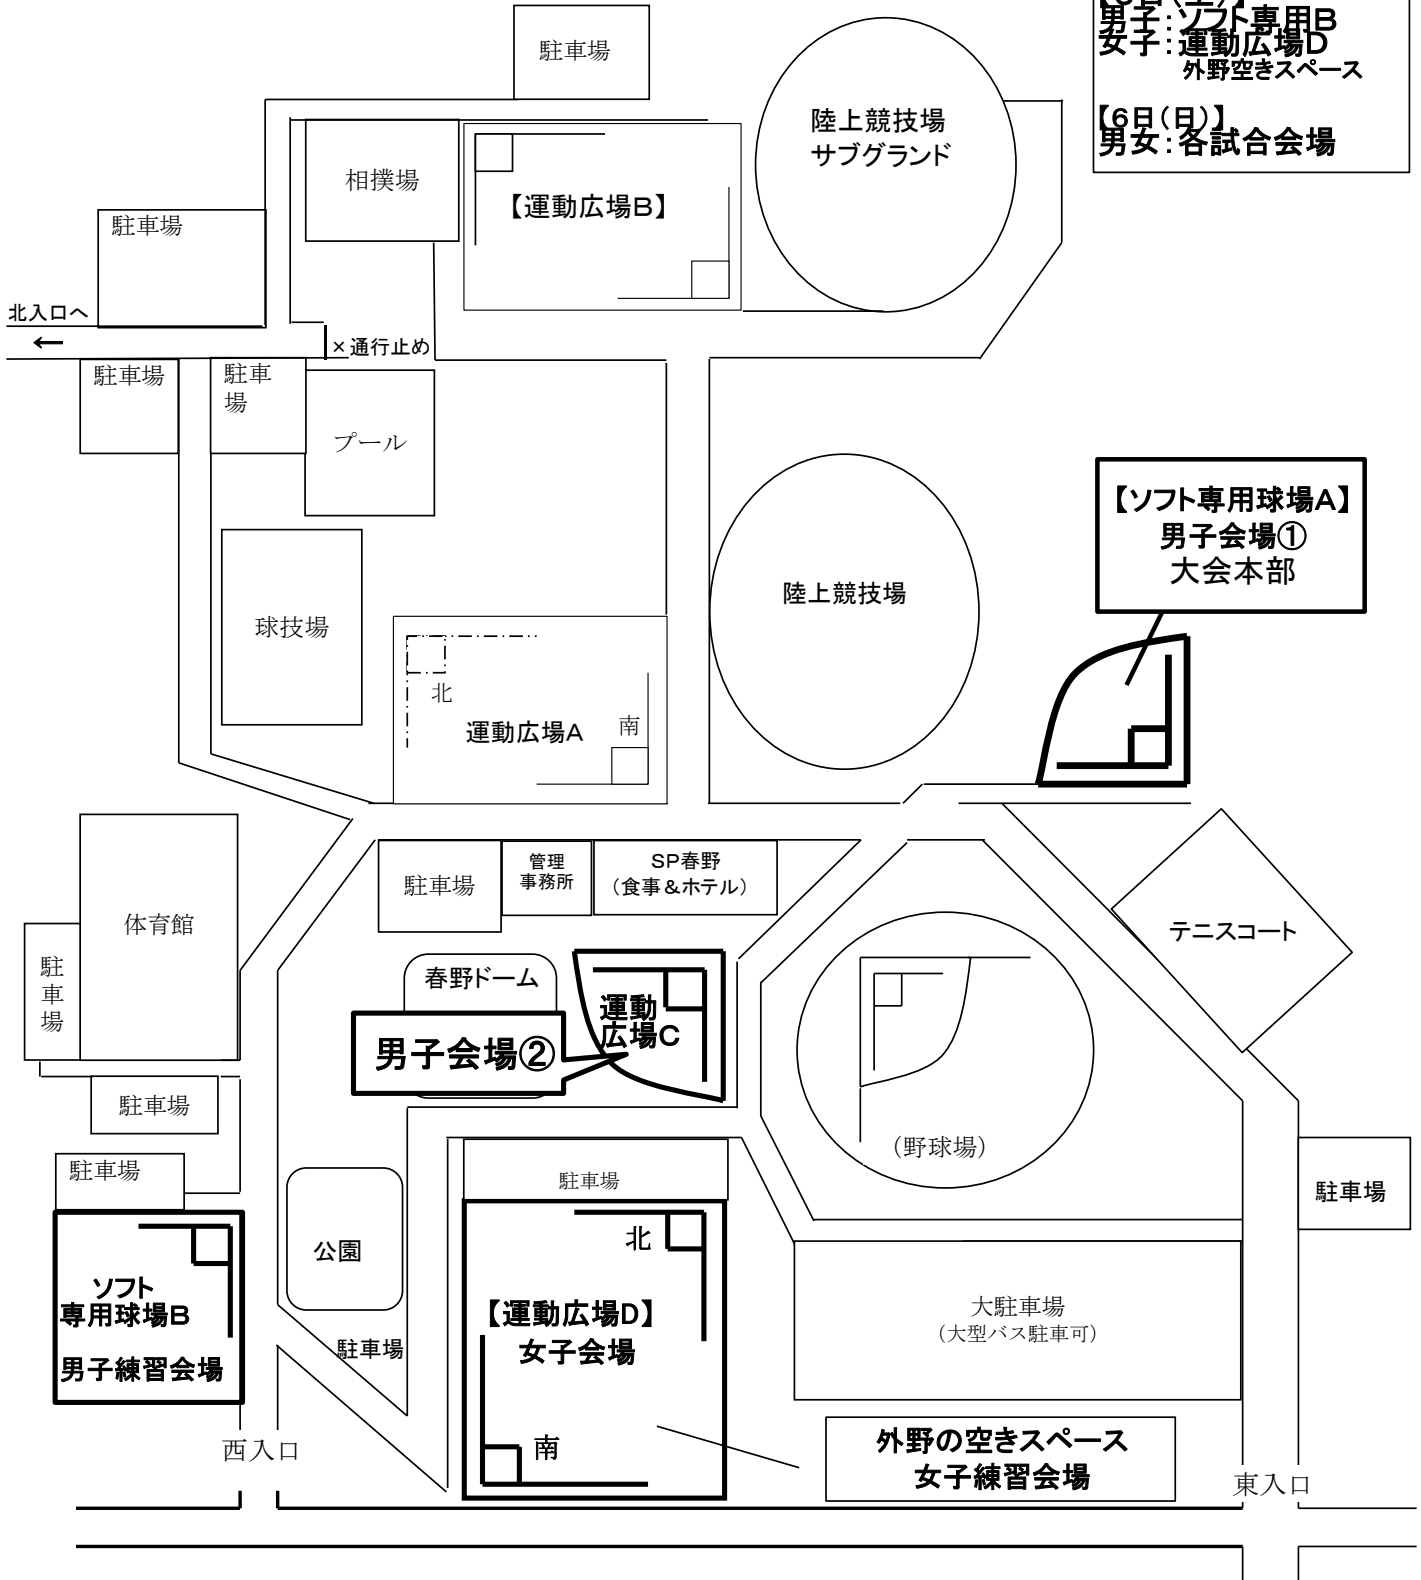 男子：ソフト専用B
女子：運動広場D
外野空きスペース
【6日(日)】
男女：各試合会場
駐車場
陸上競技場
サブグランド
相撲場
【運動広場B】
駐車場
北入口へ
←
×通行止め
駐車場
駐車
場
プール
【ソフト専用球場A】
男子会場①
大会本部
陸上競技場
球技場
北
運動広場A
南
駐車場
管理
事務所
SP春野
（食事＆ホテル）
体育館
テニスコート
駐
車
場
春野ドーム
運動
広場C
男子会場②
駐車場
（野球場）
駐車場
駐車場
駐車場
公園
北
ソフト
専用球場B
男子練習会場
【運動広場D】
女子会場
大駐車場
（大型バス駐車可）
駐車場
南
外野の空きスペース
女子練習会場
西入口
東入口